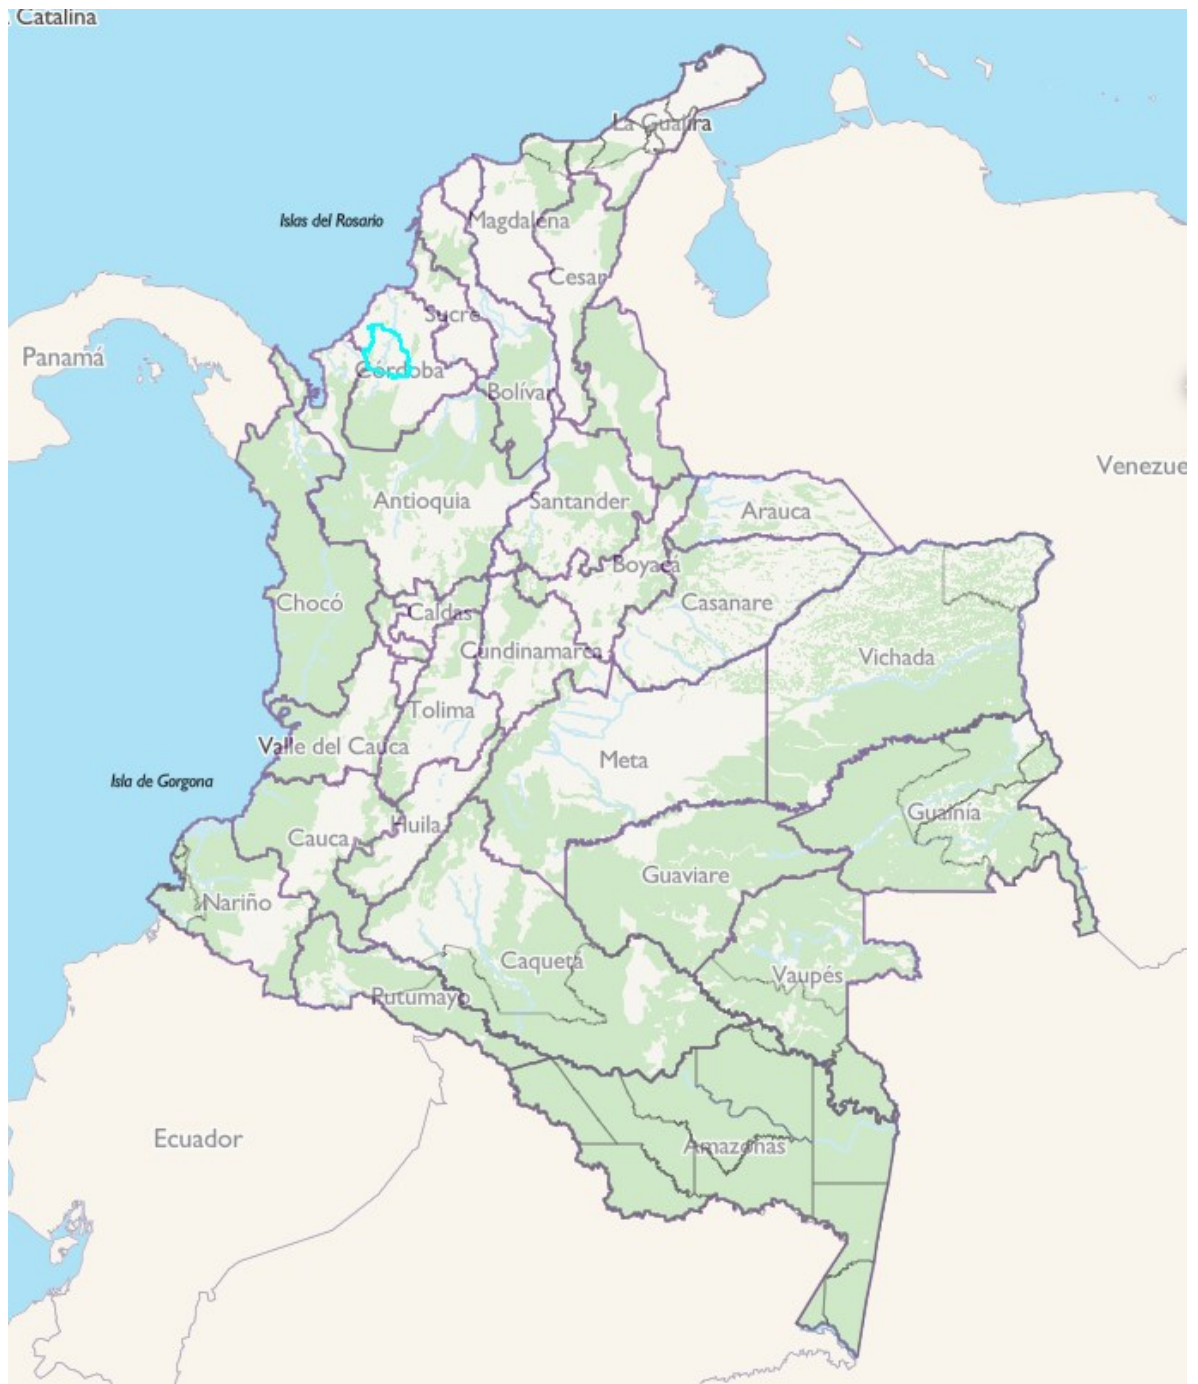 Catalina
La Guajira
Islas del Rosario
Magdalena
Cesar
Sucre
Panamá
Córdoba
Bolívar
Venezue
Antioquia
Santander
Arauca
Boyacá
Chocó
Caldas
Casanare
Cundinamarca
Vichada
Tolima
Valle del Cauca
Meta
Isla de Gorgona
Guainía
Cauca
Huila
Guaviare
Nariño
Caquetá
Vaupés
Putumayo
Ecuador
Amazonas